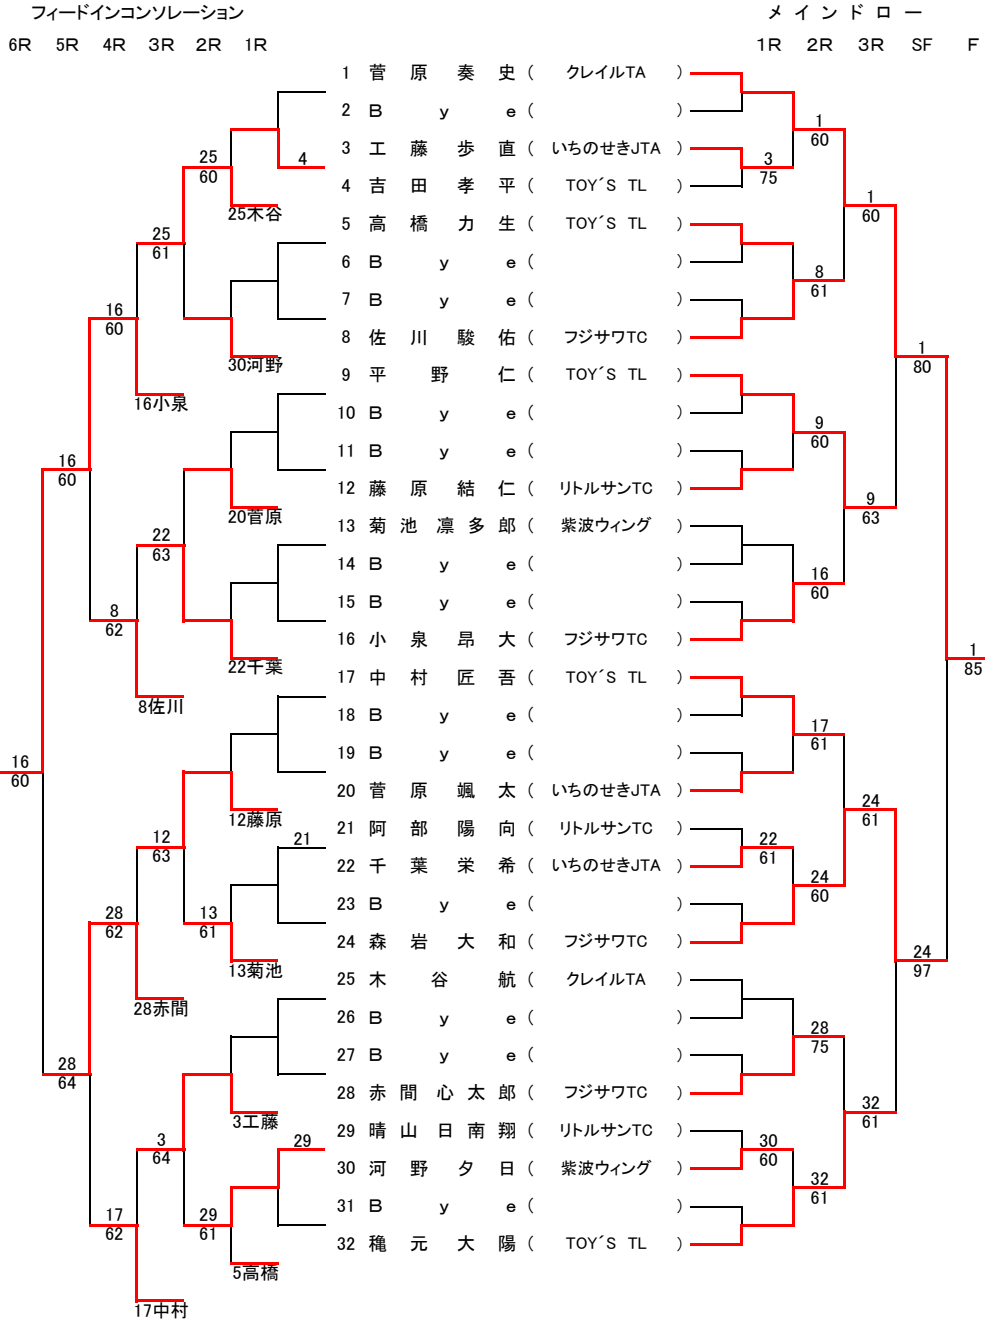 フィードインコンソレーション メインドロー
6R 5R 4R 3R 2R 1R 1R 2R 3R SF F
1 菅原奏史 ( クレイルTA )
2 Bye ( )
1
60
3 工藤歩直 ( いちのせきJTA )
25
60
4
3
75
4 吉田孝平 ( TOY´S TL )
25木谷
1
60
5 高橋力生 ( TOY´S TL )
25
61
6 Bye ( )
8
61
7 Bye ( )
16
60
8 佐川駿佑 ( フジサワTC )
1
80
30河野
9 平野仁 ( TOY´S TL )
16小泉
10 Bye ( )
9
60
11 Bye ( )
16
60
12 藤原結仁 ( リトルサンTC )
9
63
20菅原
13 菊池凛多郎 ( 紫波ウィング )
22
63
14 Bye ( )
16
60
15 Bye ( )
8
62
16 小泉昂大 ( フジサワTC )
1
85
22千葉
17 中村匠吾 ( TOY´S TL )
8佐川
18 Bye ( )
17
61
19 Bye ( )
16
60
20 菅原颯太 ( いちのせきJTA )
24
61
12藤原
21 阿部陽向 ( リトルサンTC )
12
63
21
22
61
22 千葉栄希 ( いちのせきJTA )
24
60
23 Bye ( )
28
62
13
61
24 森岩大和 ( フジサワTC )
24
97
13菊池
25 木谷航 ( クレイルTA )
28赤間
26 Bye ( )
28
75
27 Bye ( )
28
64
28 赤間心太郎 ( フジサワTC )
32
61
3工藤
29 晴山日南翔 ( リトルサンTC )
3
64
29
30
60
30 河野夕日 ( 紫波ウィング )
32
61
31 Bye ( )
17
62
29
61
32 穐元大陽 ( TOY´S TL )
5高橋
17中村